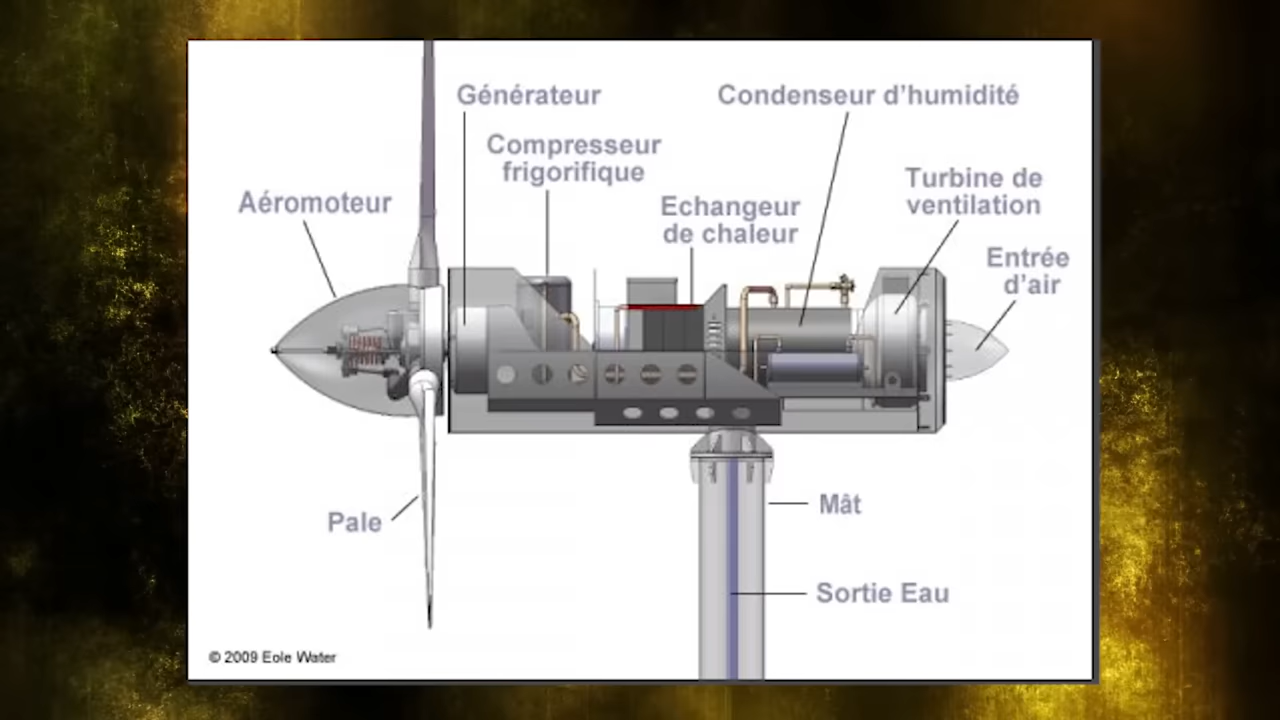 Générateur
Condenseur d’humidité
Compresseur
frigorifique
Turbine de
ventilation
Aéromoteur
Echangeur
de chaleur
Entrée
d’air
Pale
Mât
Sortie Eau
© 2009 Eole Water